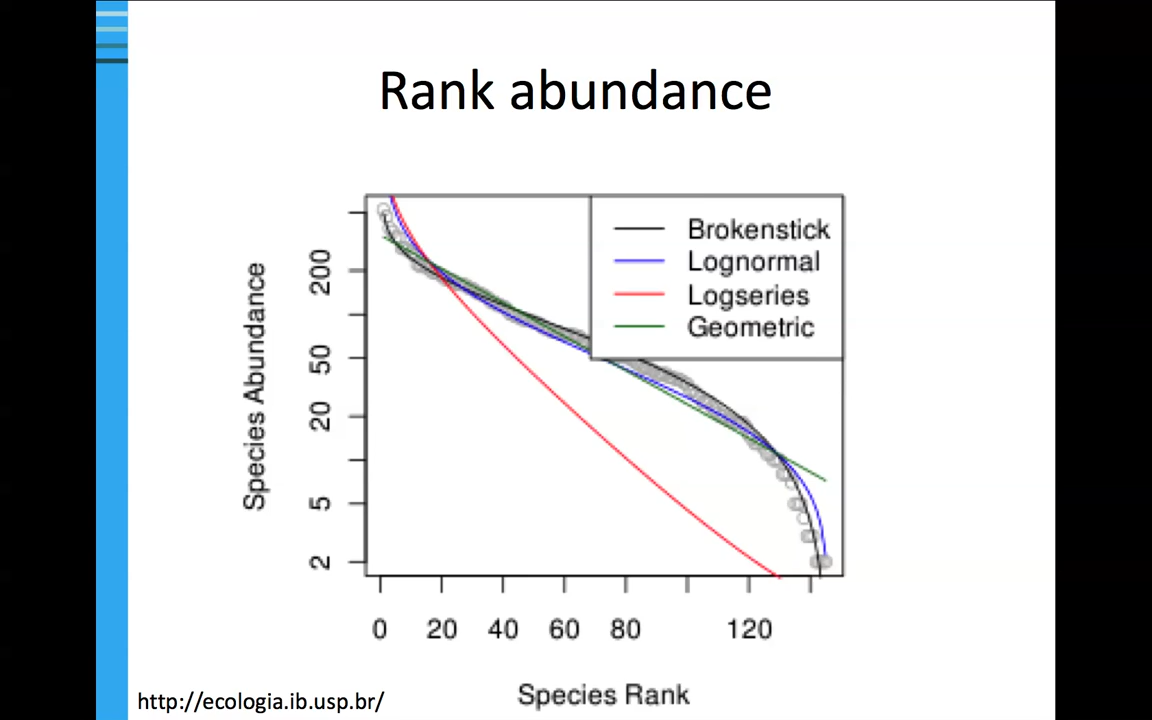 Rank abundance
Brokenstick
Lognormal
Logseries
Geometric
Species Abundance
200
50
20
5
2
0 20 40 60 80 120
Species Rank
http://ecologia.ib.usp.br/